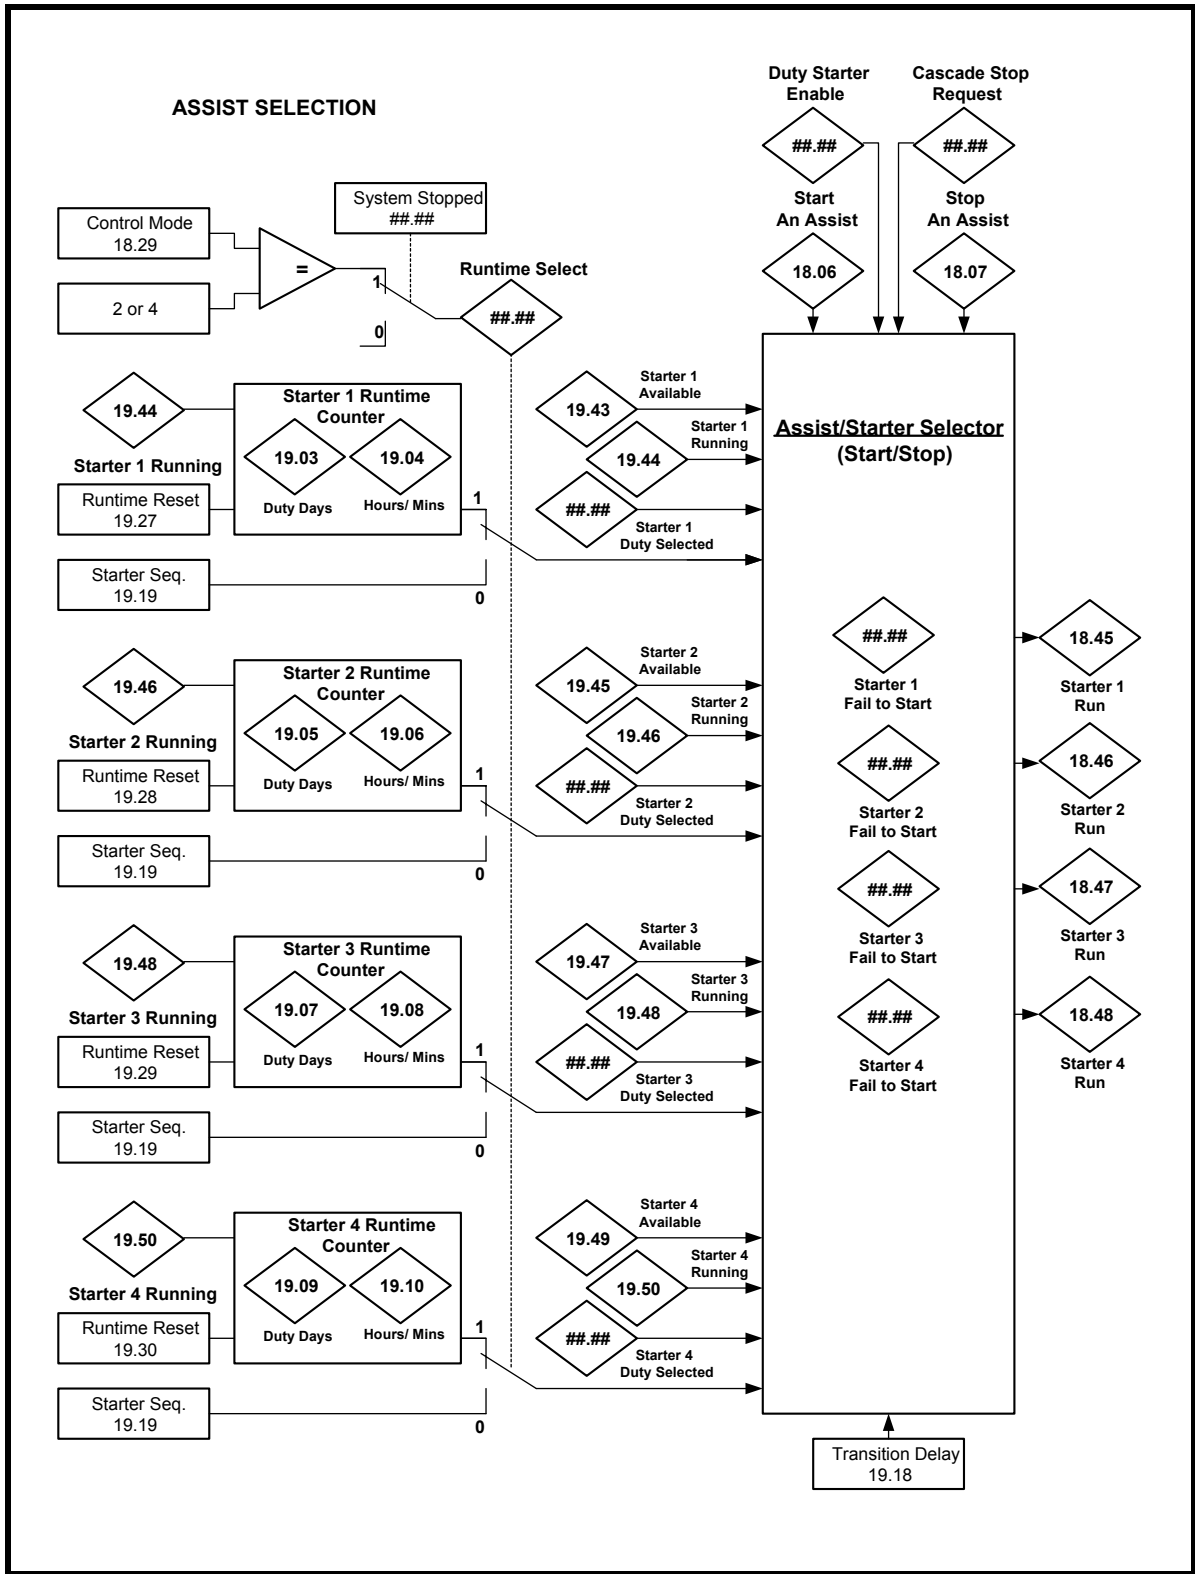 ASSIST SELECTION
Duty Starter
Enable
##.##
Cascade Stop
Request
##.##
Start
An Assist
18.06
Stop
An Assist
18.07
Control Mode
18.29
2 or 4
=
System Stopped
##.##
1
0
Runtime Select
##.##
19.44
Starter 1 Running
Runtime Reset
19.27
Starter Seq.
19.19
Starter 1 Runtime
Counter
19.03
19.04
Duty Days
Hours/ Mins
1
0
19.43
Starter 1
Available
19.44
Starter 1
Running
##.##
Starter 1
Duty Selected
19.46
Starter 2 Running
Runtime Reset
19.28
Starter Seq.
19.19
Starter 2 Runtime
Counter
19.05
19.06
Duty Days
Hours/ Mins
1
0
19.45
Starter 2
Available
19.46
Starter 2
Running
##.##
Starter 2
Duty Selected
19.48
Starter 3 Running
Runtime Reset
19.29
Starter Seq.
19.19
Starter 3 Runtime
Counter
19.07
19.08
Duty Days
Hours/ Mins
1
0
19.47
Starter 3
Available
19.48
Starter 3
Running
##.##
Starter 3
Duty Selected
19.50
Starter 4 Running
Runtime Reset
19.30
Starter Seq.
19.19
Starter 4 Runtime
Counter
19.09
19.10
Duty Days
Hours/ Mins
1
0
19.49
Starter 4
Available
19.50
Starter 4
Running
##.##
Starter 4
Duty Selected
Assist/Starter Selector
(Start/Stop)
##.##
Starter 1
Fail to Start
##.##
Starter 2
Fail to Start
##.##
Starter 3
Fail to Start
##.##
Starter 4
Fail to Start
18.45
Starter 1
Run
18.46
Starter 2
Run
18.47
Starter 3
Run
18.48
Starter 4
Run
Transition Delay
19.18